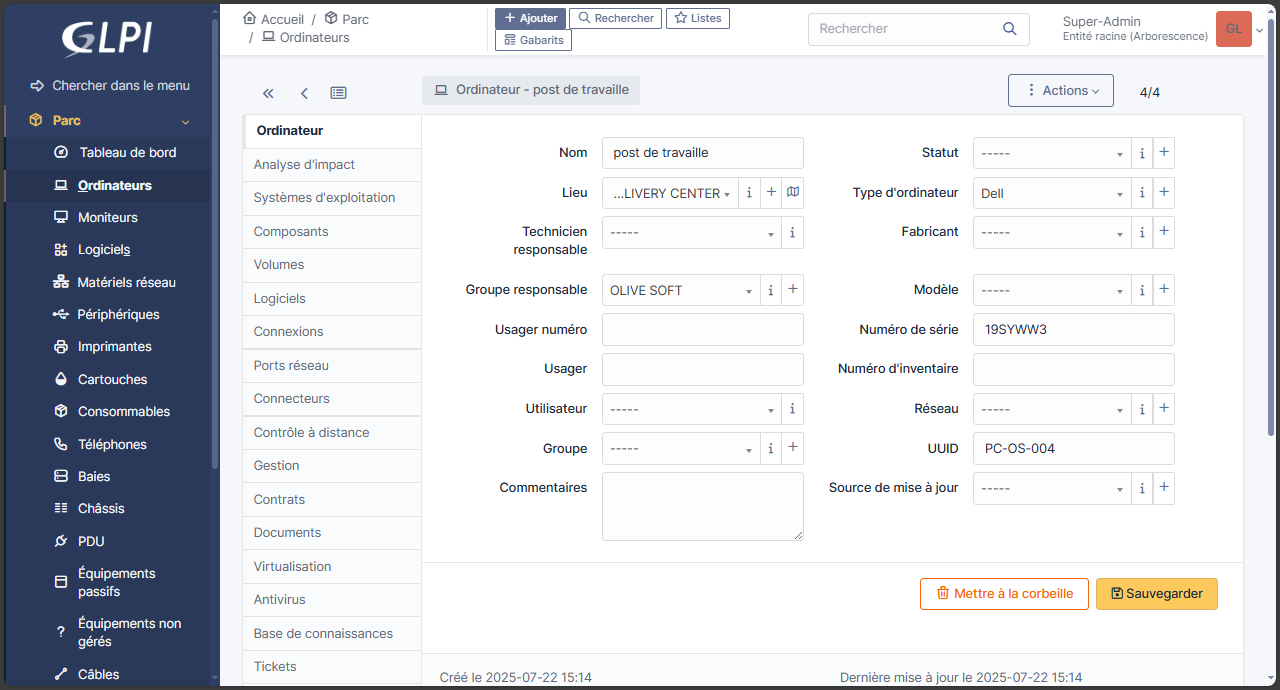 GLPI
Chercher dans le menu
Parc
Tableau de bord
Ordinateurs
Moniteurs
Logiciels
Matériels réseau
Périphériques
Imprimantes
Cartouches
Consommables
Téléphones
Baies
Châssis
PDU
Équipements
passifs
Équipements non
gérés
Câbles
Accueil / Parc
/ Ordinateurs
+ Ajouter
Rechercher
Listes
Gabarits
Rechercher
Super-Admin
Entité racine (Arborescence)
GL
Ordinateur - post de travaille
Actions
4/4
Ordinateur
Analyse d'impact
Systèmes d'exploitation
Composants
Volumes
Logiciels
Connexions
Ports réseau
Connecteurs
Contrôle à distance
Gestion
Contrats
Documents
Virtualisation
Antivirus
Base de connaissances
Tickets
Nom post de travaille
Statut -----
Lieu ...LIVERY CENTER
Type d'ordinateur Dell
Technicien
responsable -----
Fabricant -----
Groupe responsable OLIVE SOFT
Modèle -----
Usager numéro
Numéro de série 19SYWW3
Usager
Numéro d'inventaire
Utilisateur -----
Réseau -----
Groupe -----
UUID PC-OS-004
Commentaires
Source de mise à jour -----
Mettre à la corbeille
Sauvegarder
Créé le 2025-07-22 15:14
Dernière mise à jour le 2025-07-22 15:14